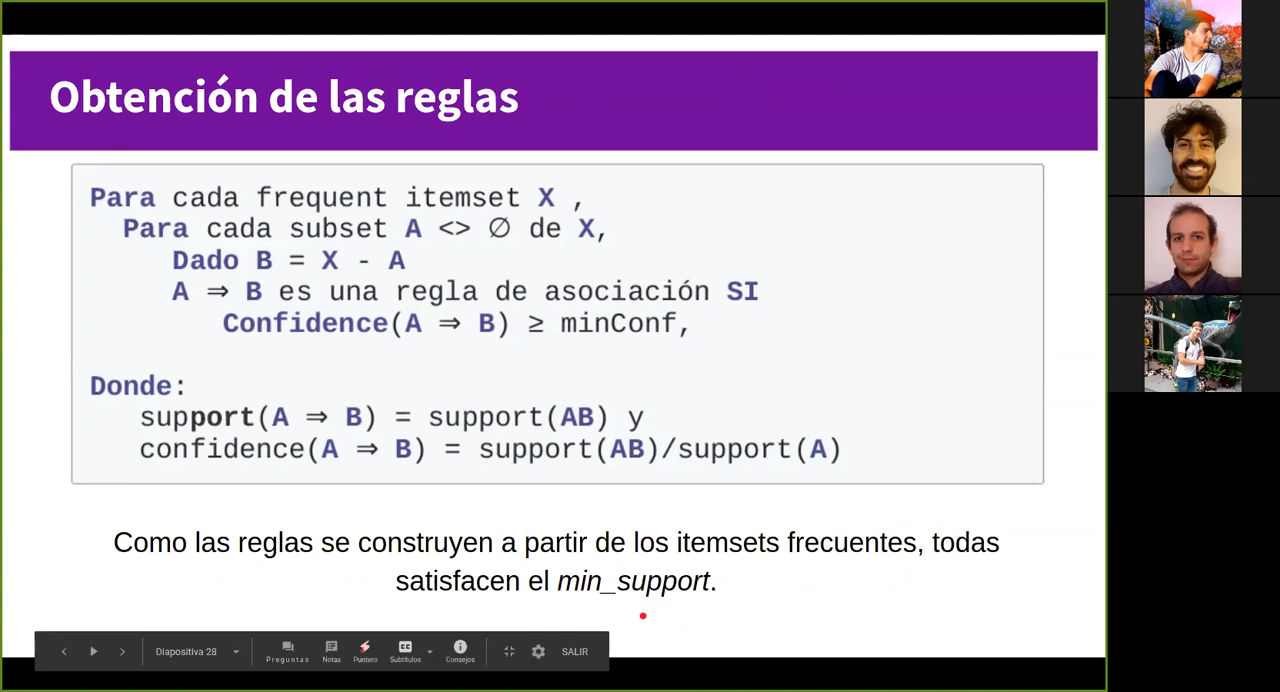 Obtención de las reglas
Para cada frequent itemset X ,
Para cada subset A <> ∅ de X,
Dado B = X - A
A ⇒ B es una regla de asociación SI
Confidence(A ⇒ B) ≥ minConf,
Donde:
support(A ⇒ B) = support(AB) y
confidence(A ⇒ B) = support(AB)/support(A)
Como las reglas se construyen a partir de los itemsets frecuentes, todas
satisfacen el min_support.
Diapositiva 28
Preguntas
Notas
Puntero
CC
Subtítulos
Consejos
SALIR